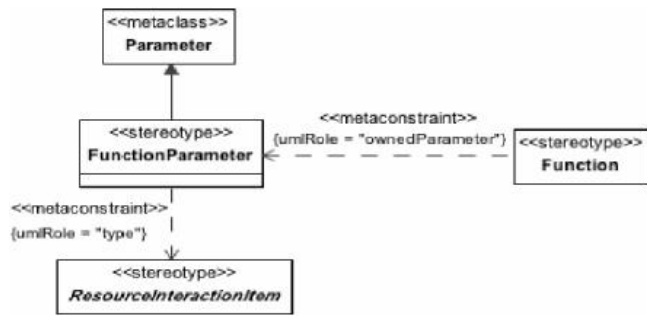 <<metaclass>>
Parameter
<<metaconstraint>>
<<stereotype>>
{umlRole = "ownedParameter"}
<<stereotype>>
FunctionParameter
Function
<<metaconstraint>>
{umlRole = "type"}
<<stereotype>>
ResourceInteractionItem